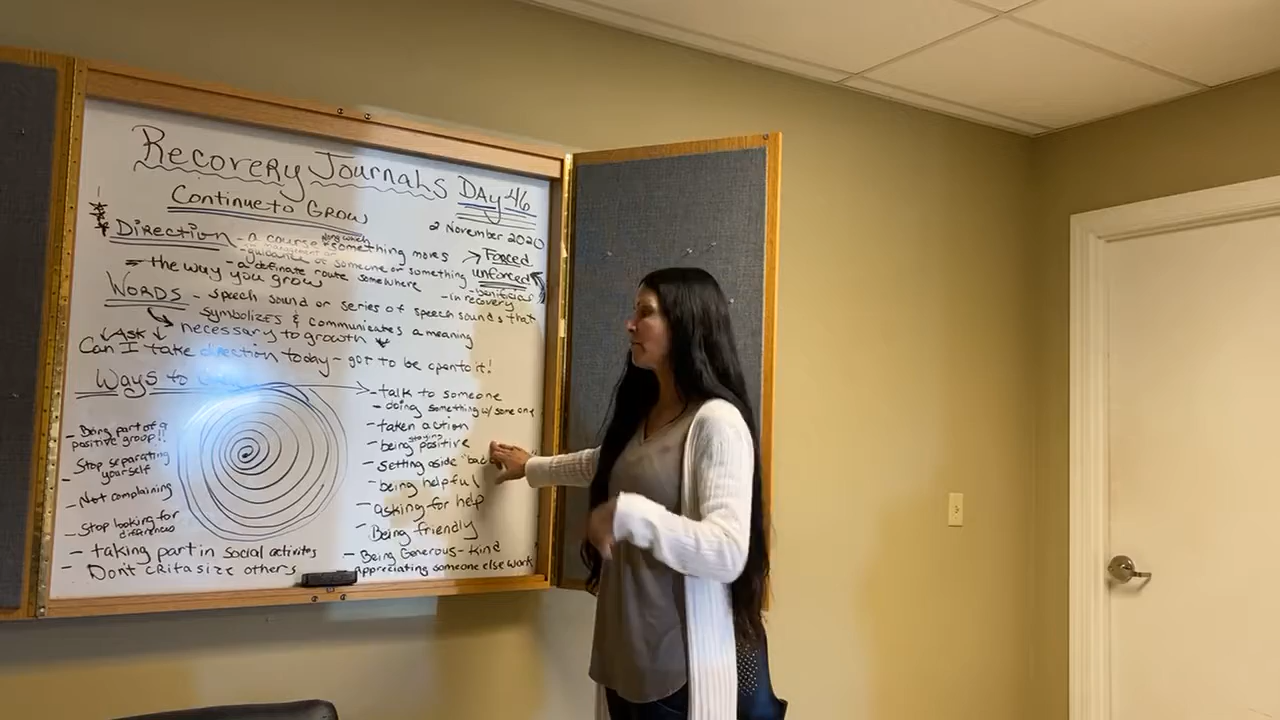 Recovery Journals Day 46
Continue to Grow
2 November 2020
Direction - a course along which something moves
- guidance of someone or something
- a definate route somewhere
= the way you grow
→ Forced
unforced
- beneficial
- in recovery
Words - speech sound or series of speech sounds that
symbolizes & communicates a meaning
necessary to growth
↓Ask↓
Can I take direction today - got to be open to it!
Ways to
- talk to someone
- doing something w/ someone
- taken action
- being staying positive
- setting aside "bad
- being helpful
- asking for help
- Being friendly
- Being Generous - kind
appreciating someone else work
- Being part of a
positive group!!
- Stop separating
yourself
- Not complaining
- Stop looking for
differences
- taking part in social activites
- Don't critasize others